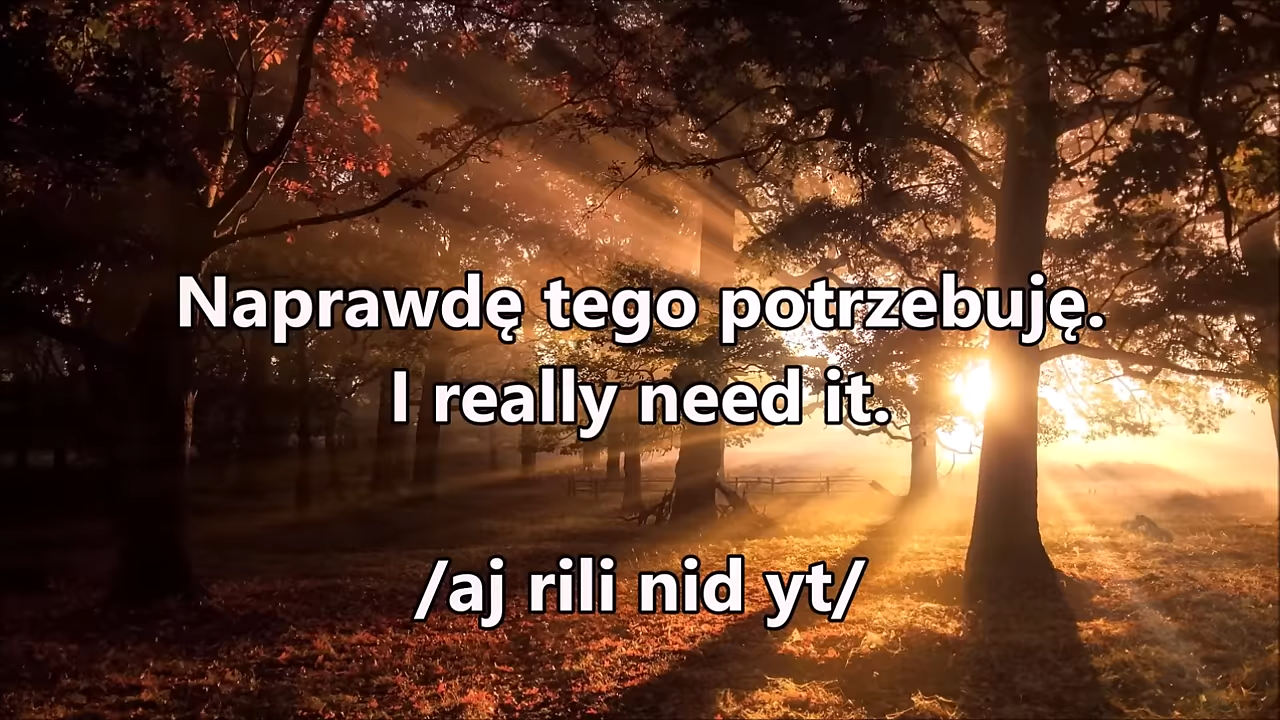 Naprawdę tego potrzebuję.
I really need it.
/aj rili nid yt/